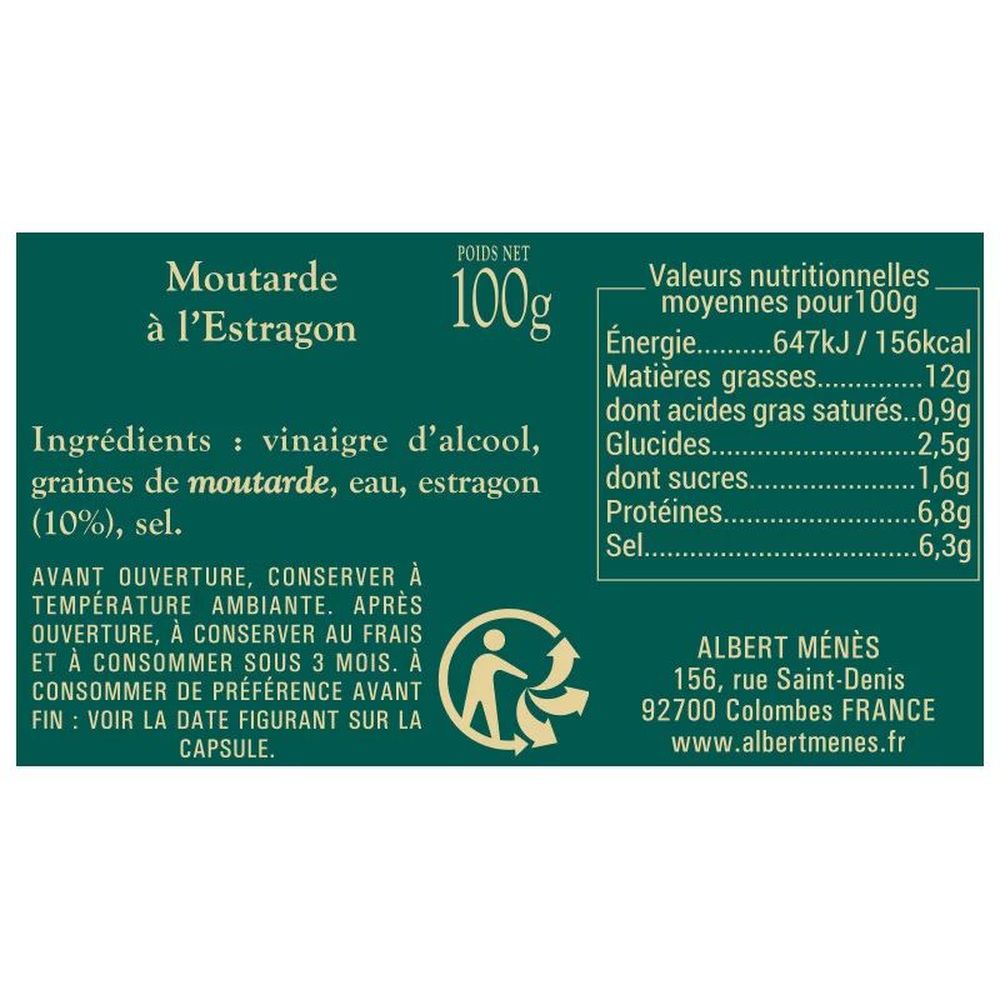 Moutarde
à l'Estragon
POIDS NET
100g
Ingrédients : vinaigre d'alcool,
graines de moutarde, eau, estragon
(10%), sel.
AVANT OUVERTURE, CONSERVER À
TEMPÉRATURE AMBIANTE. APRÈS
OUVERTURE, À CONSERVER AU FRAIS
ET À CONSOMMER SOUS 3 MOIS. À
CONSOMMER DE PRÉFÉRENCE AVANT
FIN : VOIR LA DATE FIGURANT SUR LA
CAPSULE.
Valeurs nutritionnelles
moyennes pour100g
Énergie..........647kJ / 156kcal
Matières grasses..............12g
dont acides gras saturés..0,9g
Glucides...........................2,5g
dont sucres......................1,6g
Protéines.........................6,8g
Sel...................................6,3g
ALBERT MÉNÈS
156, rue Saint-Denis
92700 Colombes FRANCE
www.albertmenes.fr